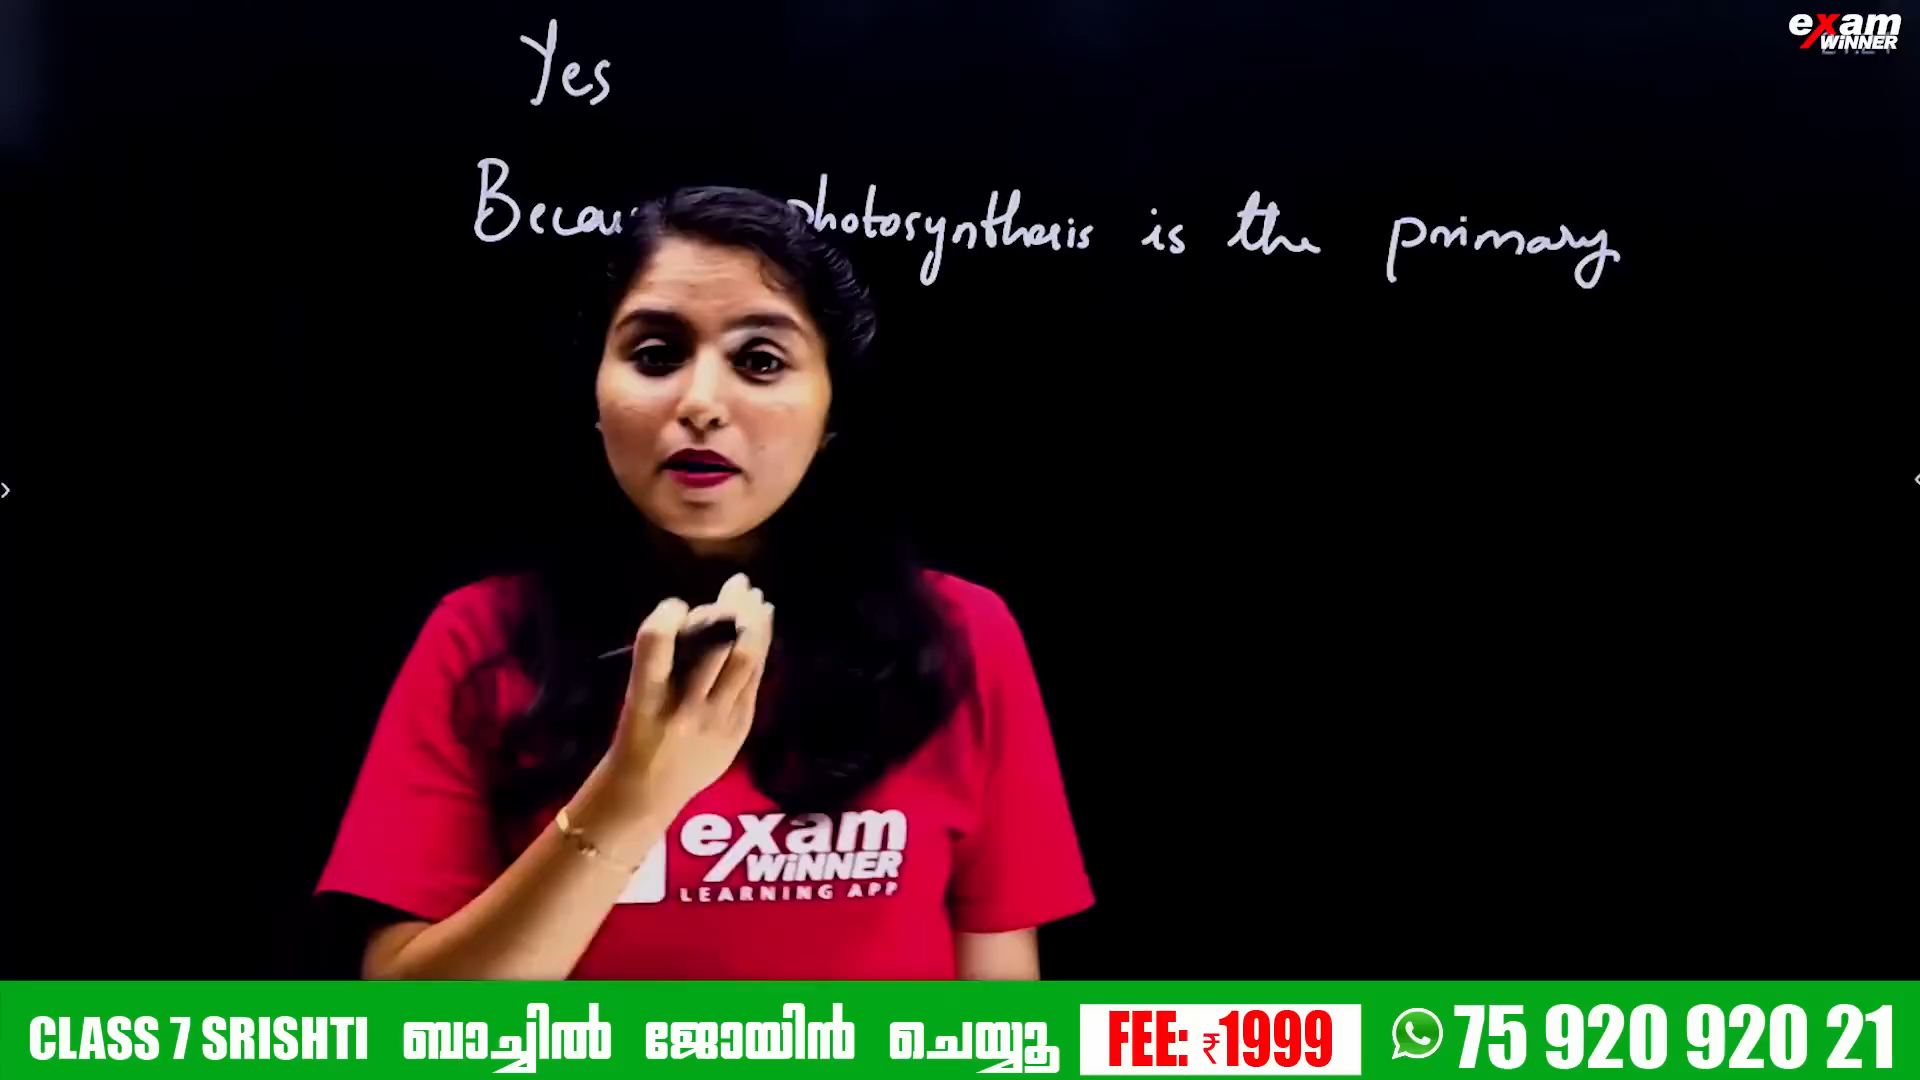 exam
WINNER
Yes
Becau photosynthesis is the primary
exam
WINNER
LEARNING APP
CLASS 7 SRISHTI ബാച്ചിൽ ജോയിൻ ചെയ്യൂ FEE: ₹1999 75 920 920 21